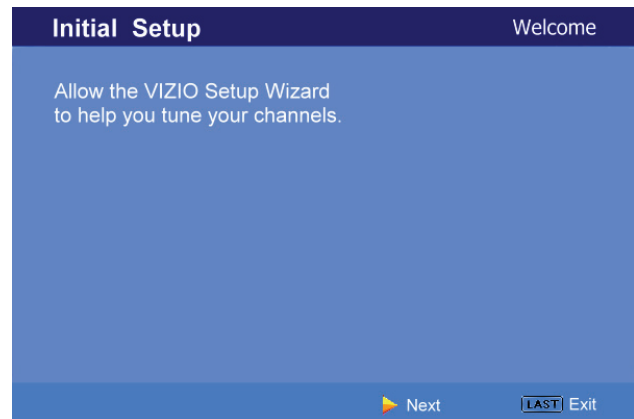 Initial Setup Welcome
Allow the VIZIO Setup Wizard
to help you tune your channels.
Next LAST Exit